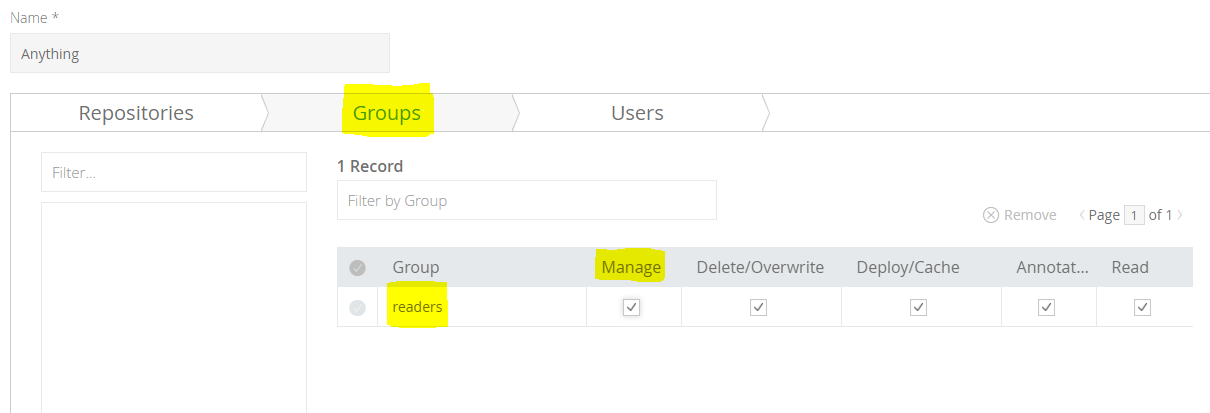 Name *
Anything
Repositories Groups Users
Filter...
1 Record
Filter by Group
Remove Page 1 of 1
Group Manage Delete/Overwrite Deploy/Cache Annotat... Read
readers